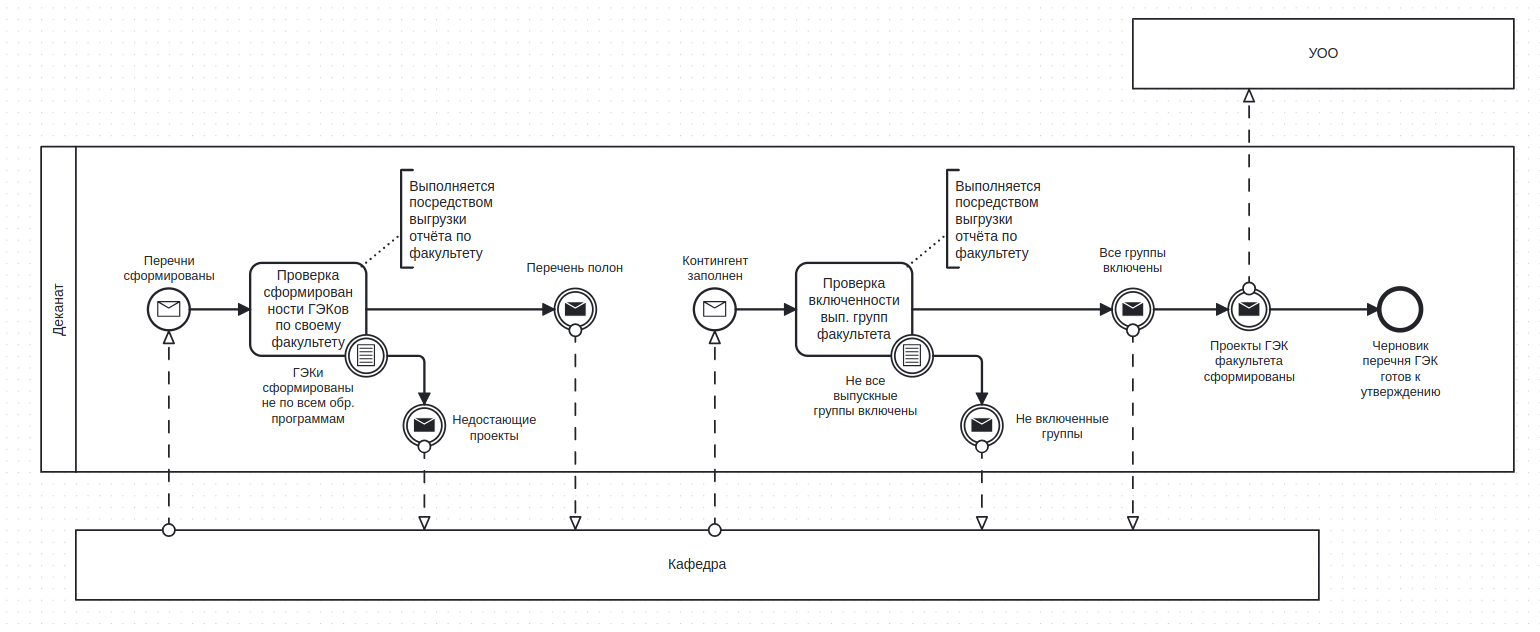 УОО
Деканат
Выполняется
посредством
выгрузки
отчёта по
факультету
Выполняется
посредством
выгрузки
отчёта по
факультету
Перечни
сформированы
Проверка
сформирован
ности ГЭКов
по своему
факультету
Перечень полон
Контингент
заполнен
Проверка
включенности
вып. групп
факультета
Все группы
включены
ГЭКи
сформированы
не по всем обр.
программам
Недостающие
проекты
Не все
выпускные
группы включены
Не включенные
группы
Проекты ГЭК
факультета
сформированы
Черновик
перечня ГЭК
готов к
утверждению
Кафедра